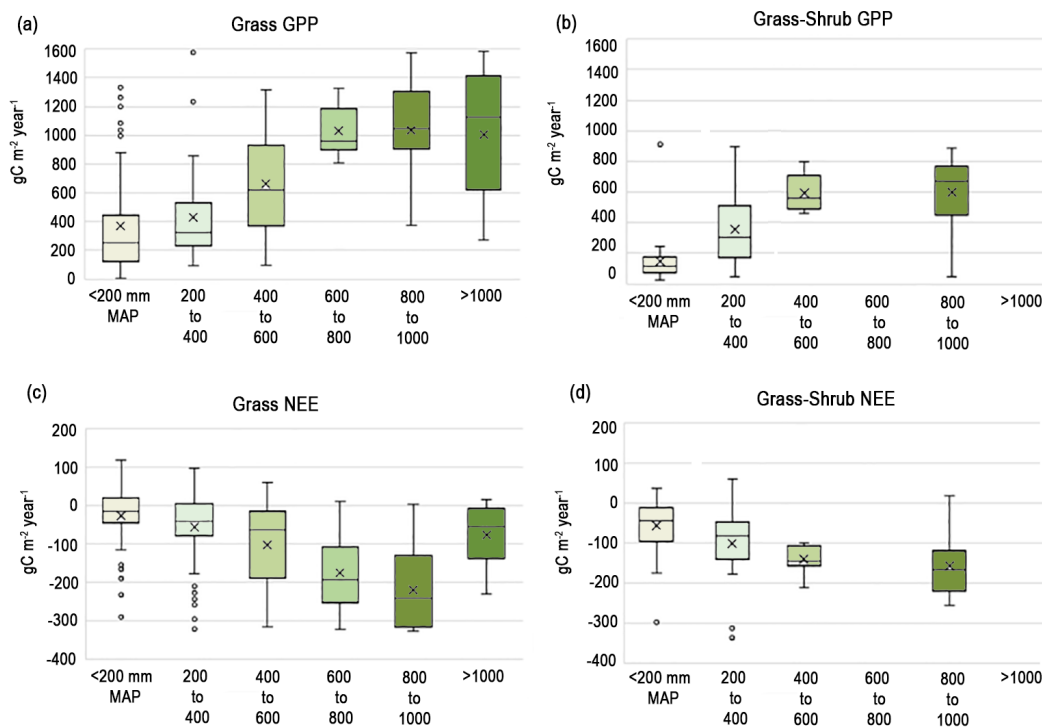 (a)
Grass GPP
gC m⁻² year⁻¹
1600
1400
1200
1000
800
600
400
200
0
<200 mm
MAP
200
to
400
400
to
600
600
to
800
800
to
1000
>1000
(b)
Grass-Shrub GPP
gC m⁻² year⁻¹
1600
1600
1200
1000
800
600
400
200
0
<200 mm
MAP
200
to
400
400
to
600
600
to
800
800
to
1000
>1000
(c)
Grass NEE
gC m⁻² year⁻¹
200
100
0
-100
-200
-300
-400
<200 mm
MAP
200
to
400
400
to
600
600
to
800
800
to
1000
>1000
(d)
Grass-Shrub NEE
gC m⁻² year⁻¹
200
100
0
-100
-200
-300
-400
<200 mm
MAP
200
to
400
400
to
600
600
to
800
800
to
1000
>1000